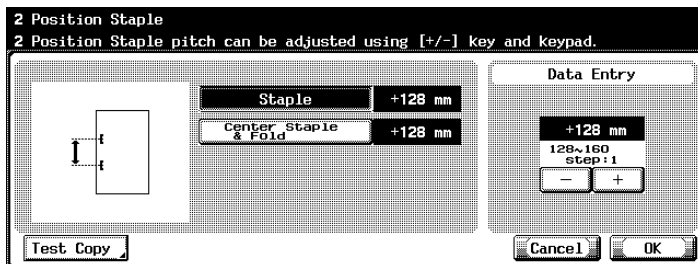 2 Position Staple
2 Position Staple pitch can be adjusted using [+/-] key and keypad.
Data Entry
Staple +128 mm
Center Staple
& Fold +128 mm
+128 mm
128~160
step:1
− +
Test Copy
Cancel OK